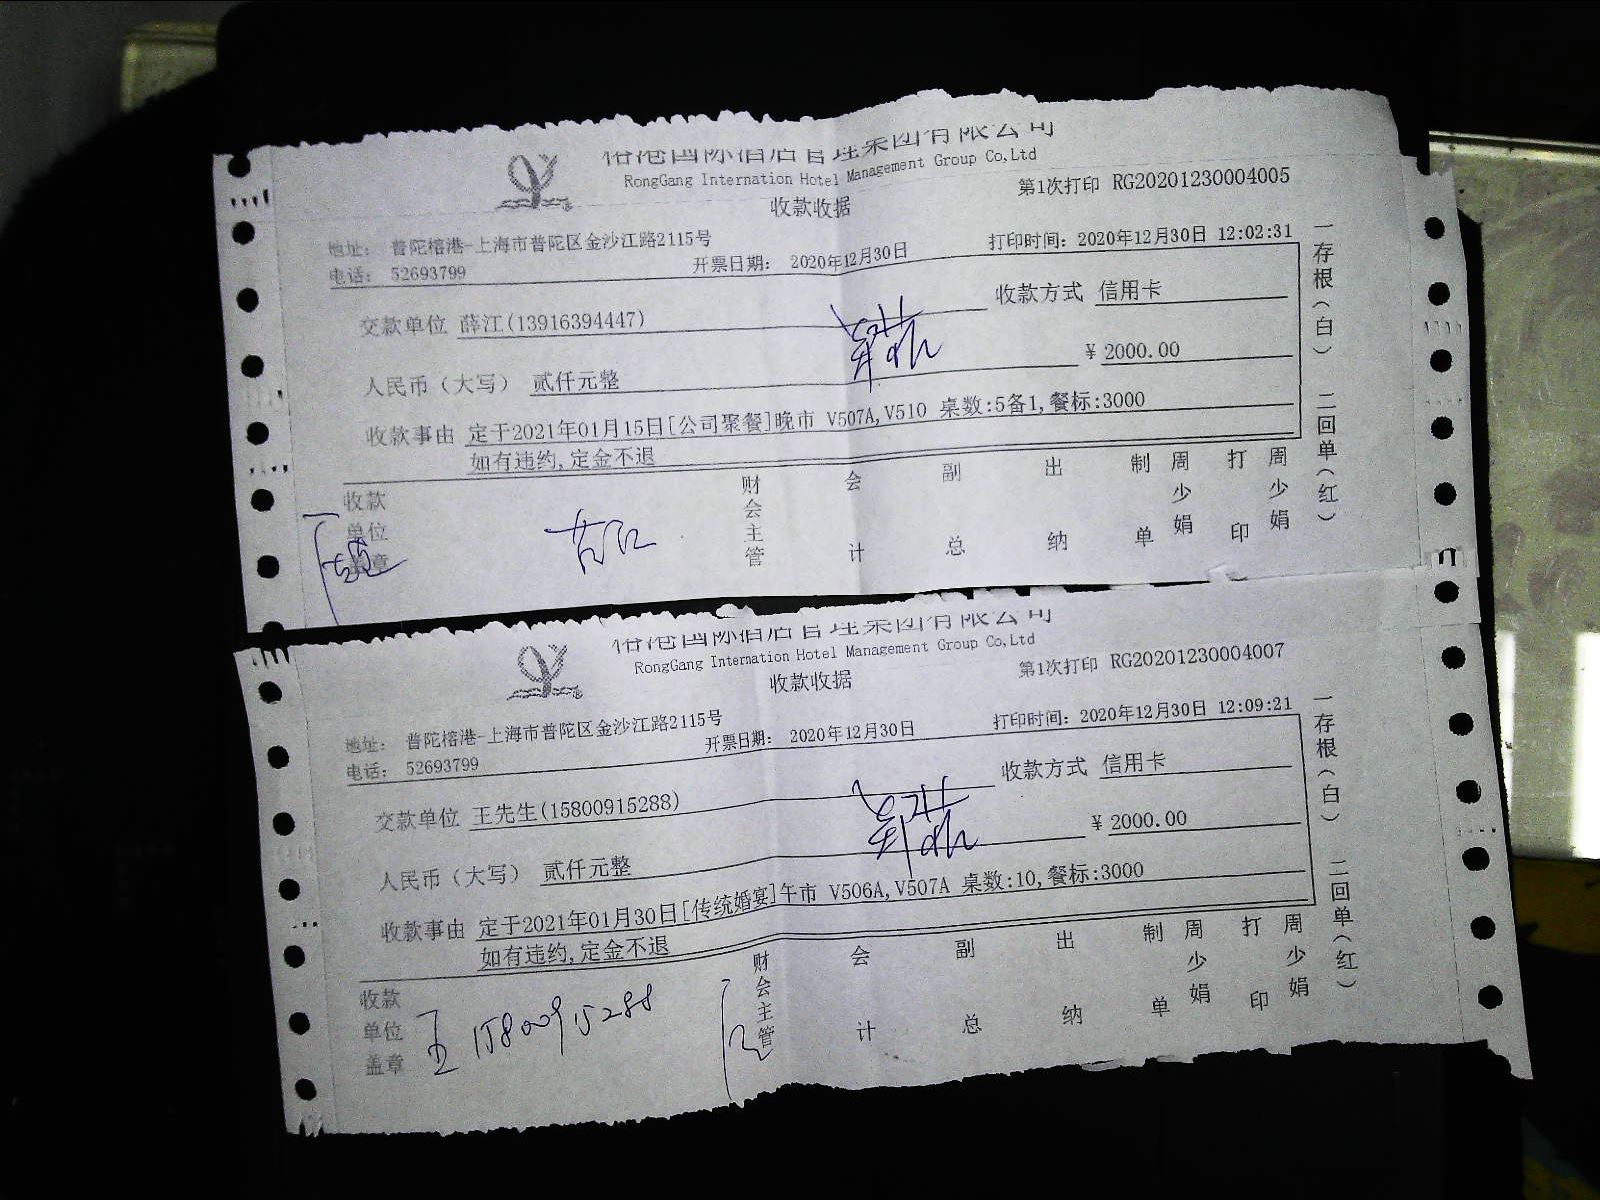 榕港国际酒店管理集团有限公司
RongGang Internation Hotel Management Group Co,Ltd
第1次打印 RG20201230004005
收款收据
地址： 普陀榕港-上海市普陀区金沙江路2115号
打印时间：2020年12月30日 12:02:31
电话： 52693799
开票日期： 2020年12月30日
交款单位 薛江(13916394447)
收款方式 信用卡
人民币（大写） 贰仟元整
¥ 2000.00
收款事由 定于2021年01月15日[公司聚餐]晚市 V507A,V510 桌数:5备1,餐标:3000
如有违约,定金不退
收款单位盖章
财会主管
会计
副总
出纳
制单
周少娟
打印
周少娟
一存根（白） 二回单（红）
榕港国际酒店管理集团有限公司
RongGang Internation Hotel Management Group Co,Ltd
第1次打印 RG20201230004007
收款收据
地址： 普陀榕港-上海市普陀区金沙江路2115号
打印时间：2020年12月30日 12:09:21
电话： 52693799
开票日期： 2020年12月30日
交款单位 王先生(15800915288)
收款方式 信用卡
人民币（大写） 贰仟元整
¥ 2000.00
收款事由 定于2021年01月30日[传统婚宴]午市 V506A,V507A 桌数:10,餐标:3000
如有违约,定金不退
收款单位盖章
王 15800915288
财会主管
会计
副总
出纳
制单
周少娟
打印
周少娟
一存根（白） 二回单（红）